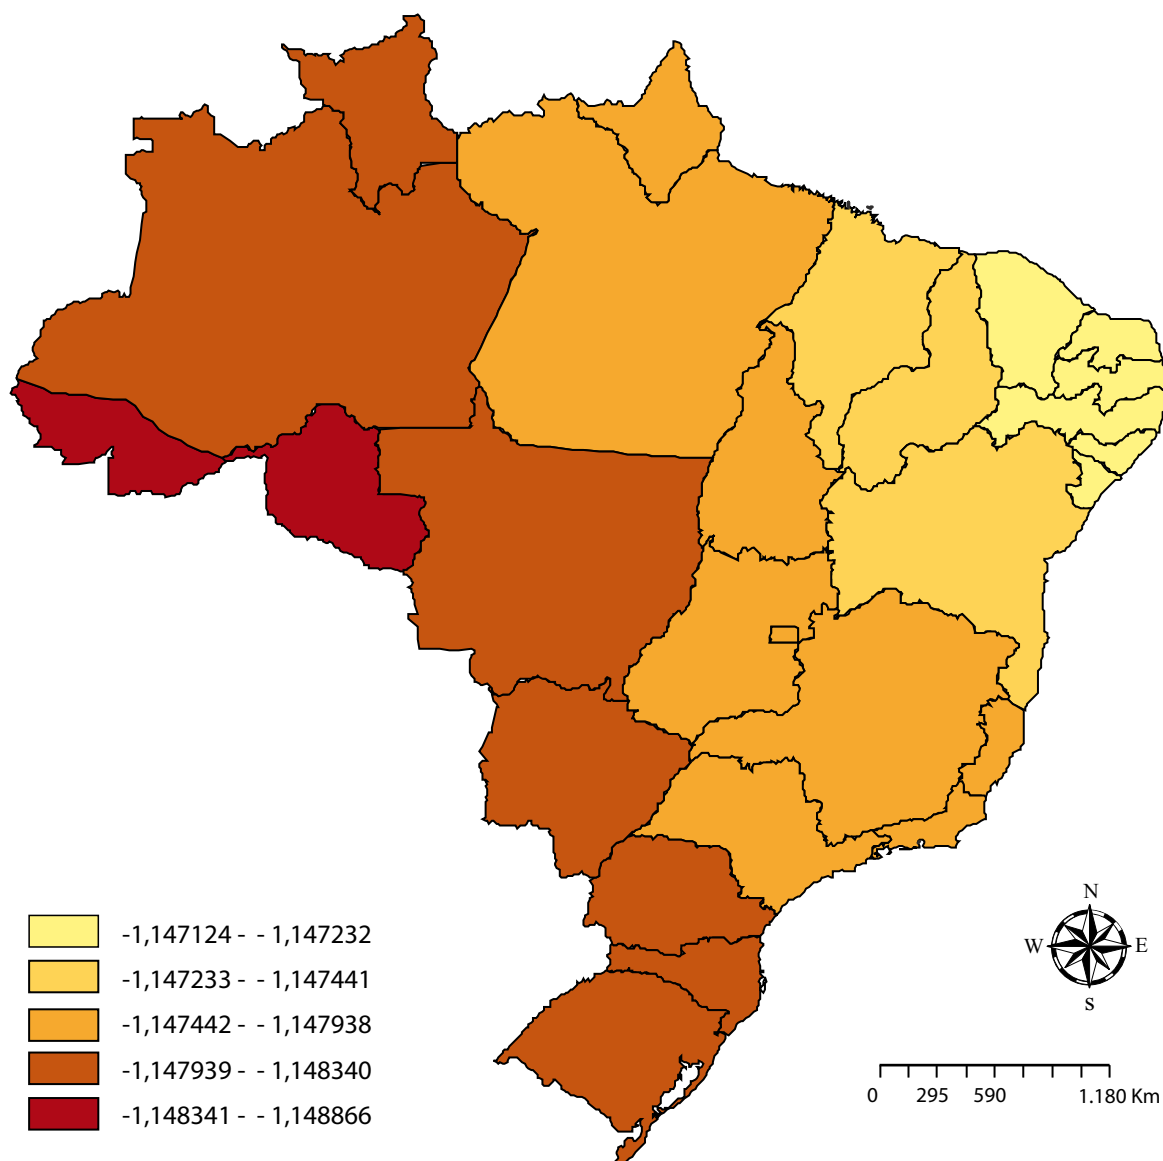 -1,147124 - - 1,147232
-1,147233 - - 1,147441
-1,147442 - - 1,147938
-1,147939 - - 1,148340
-1,148341 - - 1,148866
N
W E
S
0 295 590 1.180 Km